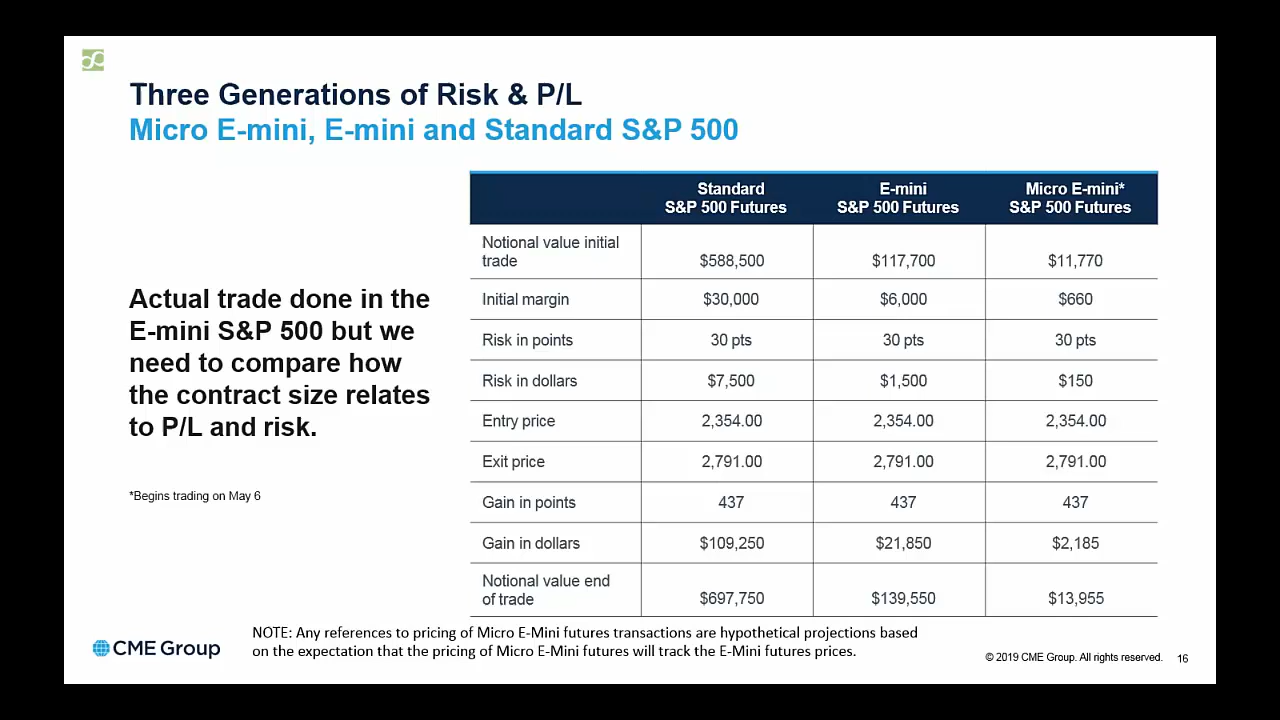 Three Generations of Risk & P/L
Micro E-mini, E-mini and Standard S&P 500
Actual trade done in the
E-mini S&P 500 but we
need to compare how
the contract size relates
to P/L and risk.
*Begins trading on May 6
Standard
S&P 500 Futures
E-mini
S&P 500 Futures
Micro E-mini*
S&P 500 Futures
Notional value initial
trade
$588,500 $117,700 $11,770
Initial margin $30,000 $6,000 $660
Risk in points 30 pts 30 pts 30 pts
Risk in dollars $7,500 $1,500 $150
Entry price 2,354.00 2,354.00 2,354.00
Exit price 2,791.00 2,791.00 2,791.00
Gain in points 437 437 437
Gain in dollars $109,250 $21,850 $2,185
Notional value end
of trade
$697,750 $139,550 $13,955
NOTE: Any references to pricing of Micro E-Mini futures transactions are hypothetical projections based
on the expectation that the pricing of Micro E-Mini futures will track the E-Mini futures prices.
CME Group
© 2019 CME Group. All rights reserved. 16